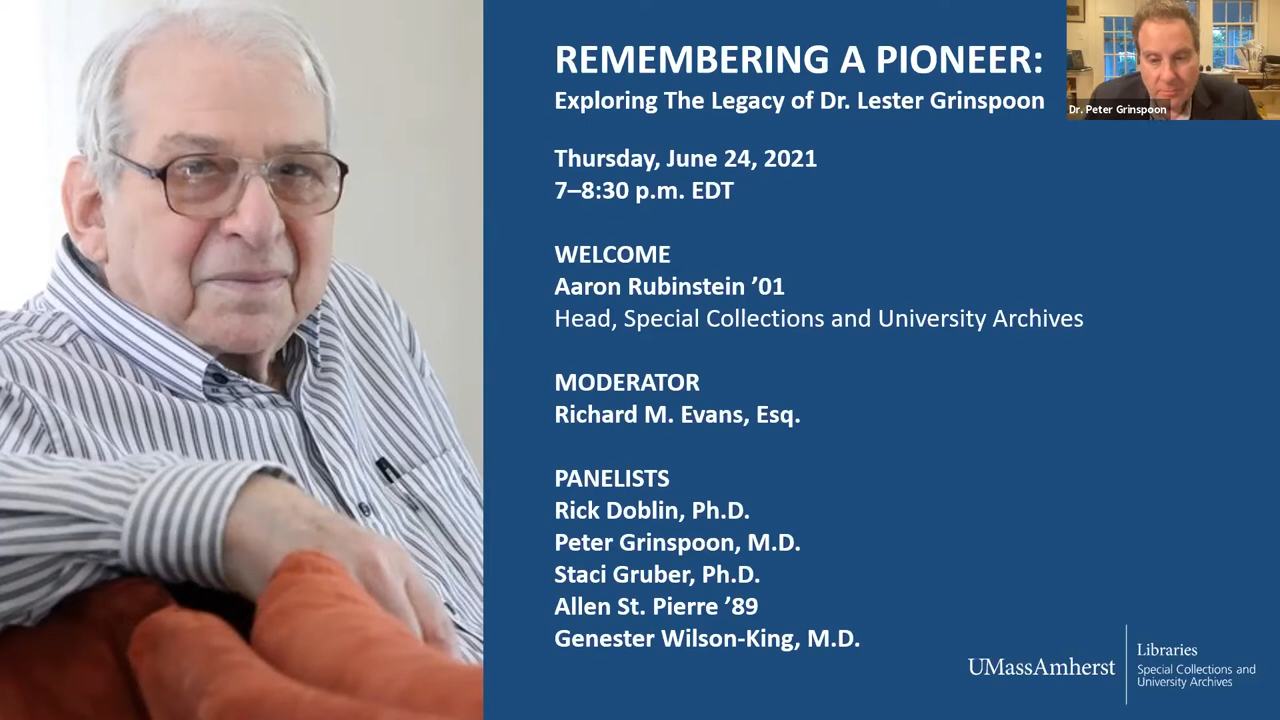 REMEMBERING A PIONEER:
Exploring The Legacy of Dr. Lester Grinspoon
Dr. Peter Grinspoon
Thursday, June 24, 2021
7–8:30 p.m. EDT
WELCOME
Aaron Rubinstein ’01
Head, Special Collections and University Archives
MODERATOR
Richard M. Evans, Esq.
PANELISTS
Rick Doblin, Ph.D.
Peter Grinspoon, M.D.
Staci Gruber, Ph.D.
Allen St. Pierre ’89
Genester Wilson-King, M.D.
UMassAmherst
Libraries
Special Collections and
University Archives